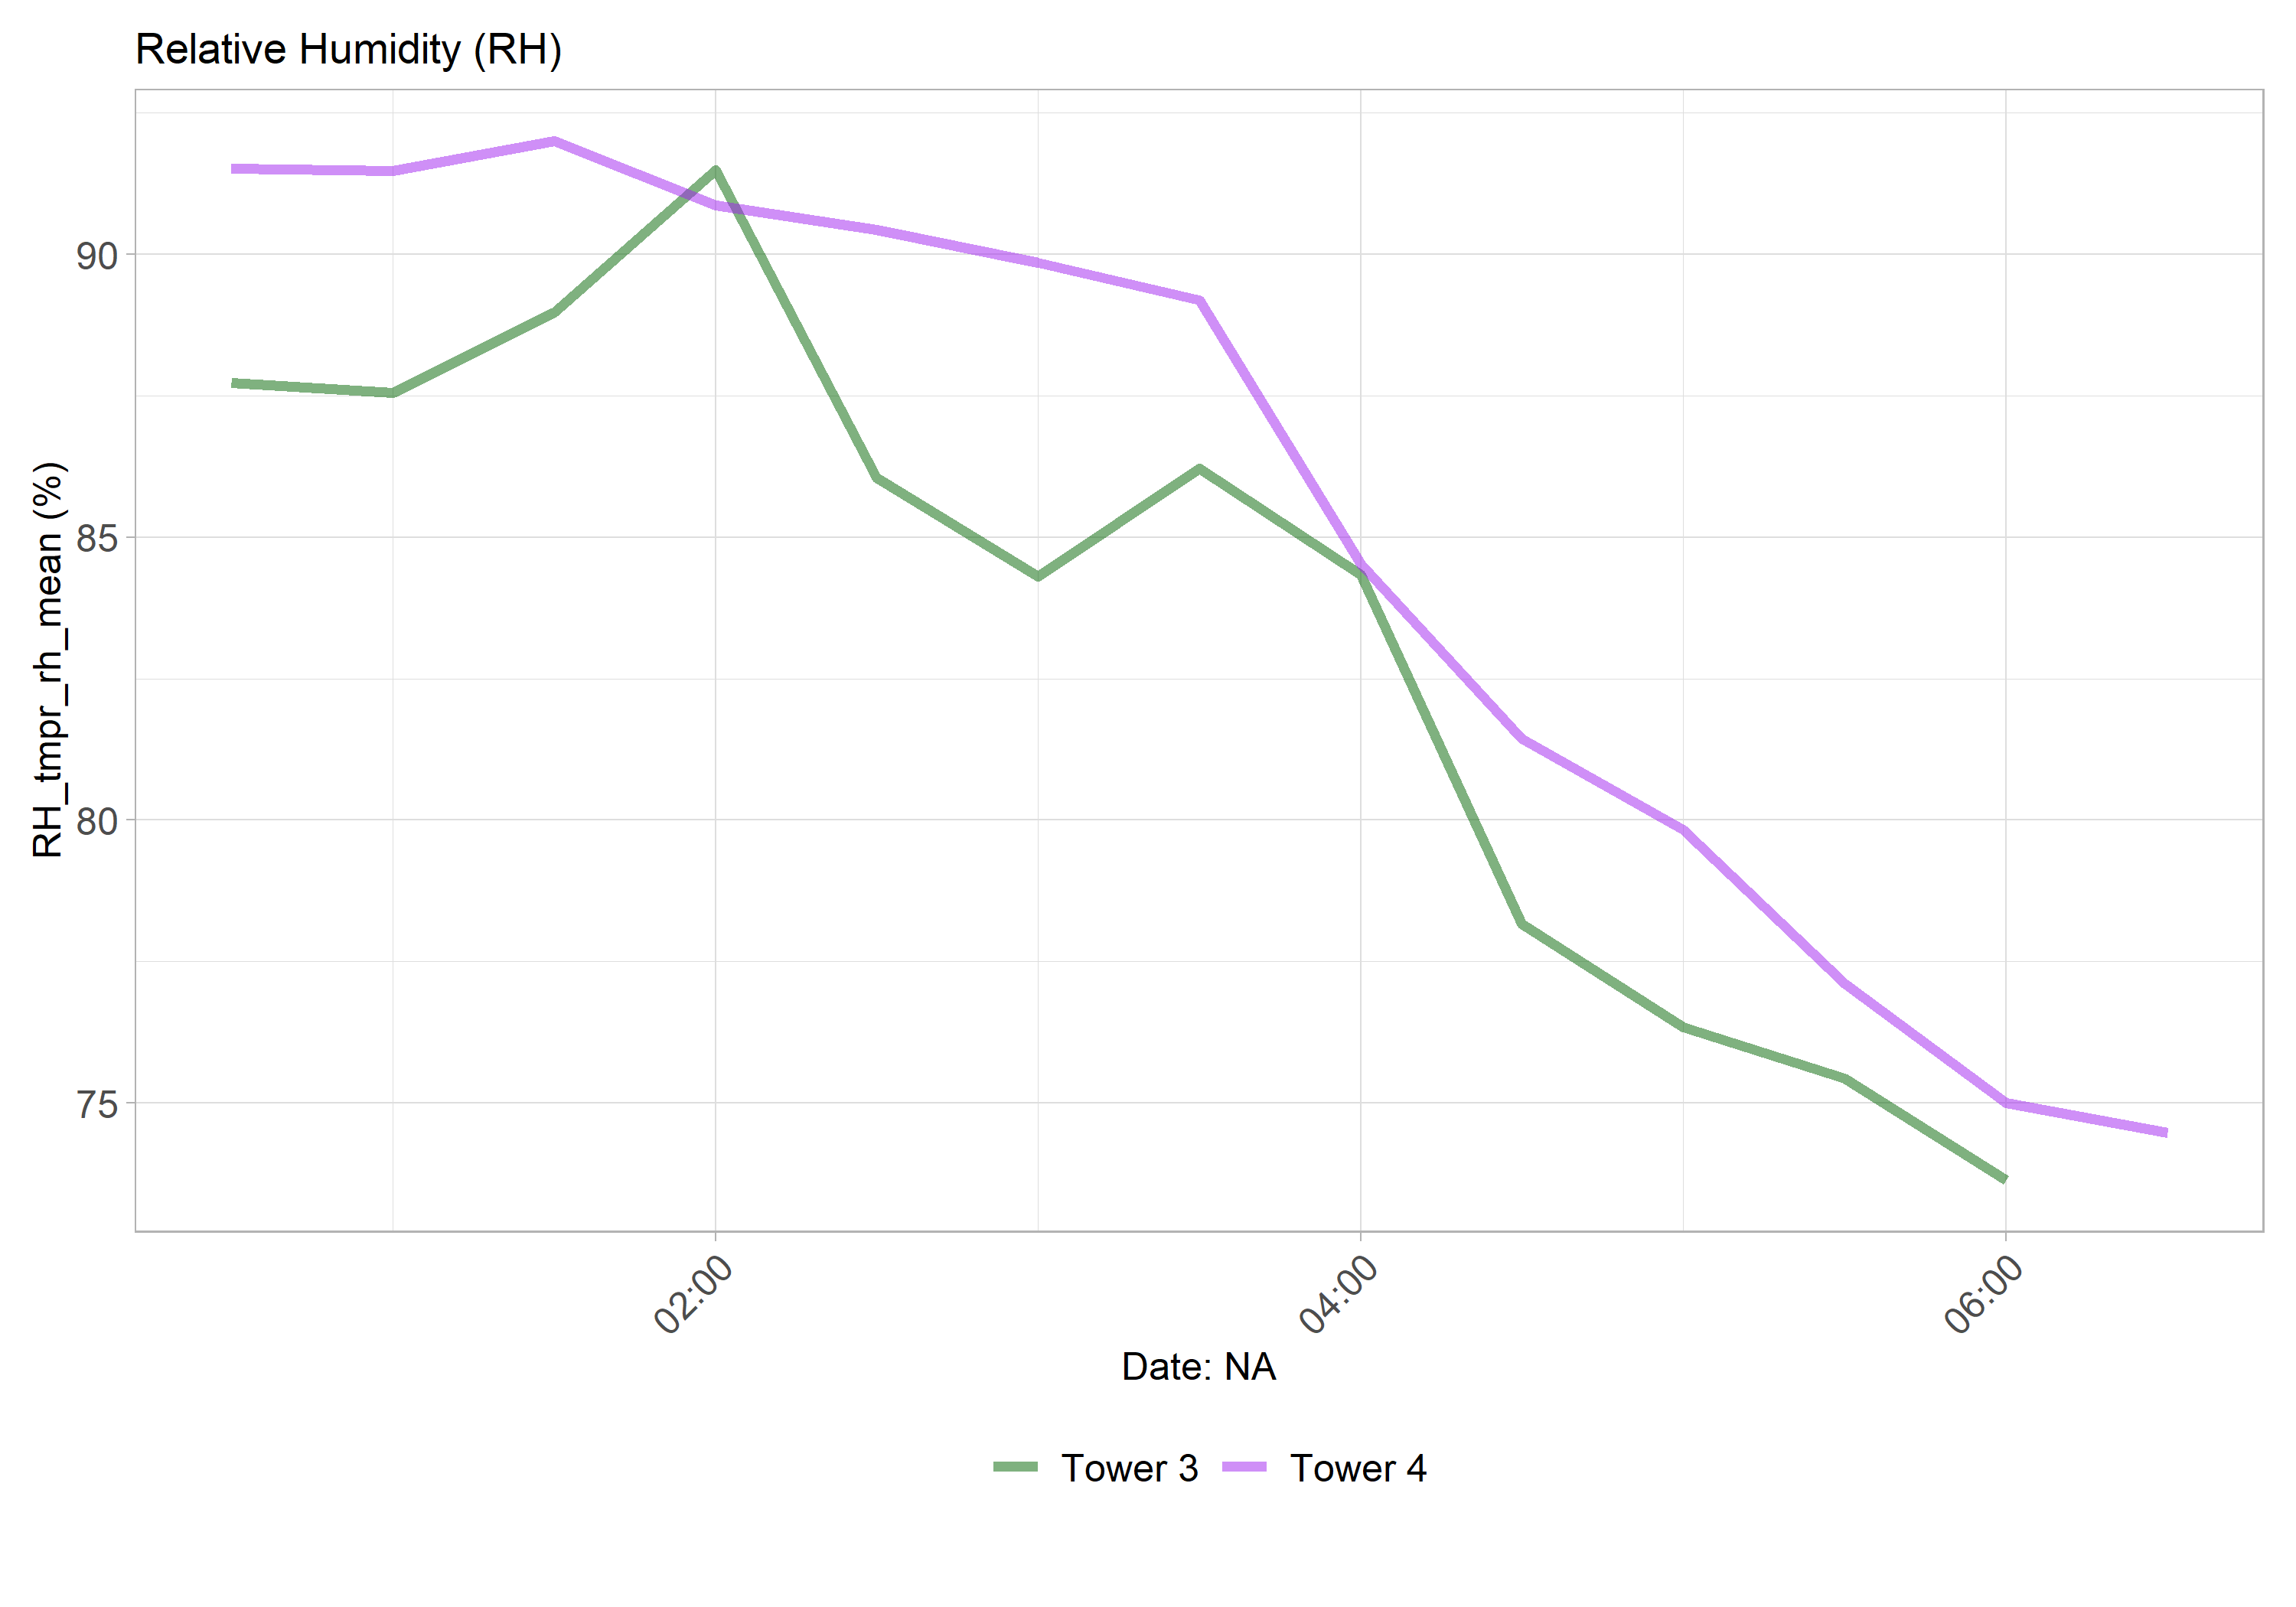 Relative Humidity (RH)
RH_tmpr_rh_mean (%)
90
85
80
75
02:00
04:00
06:00
Date: NA
Tower 3
Tower 4